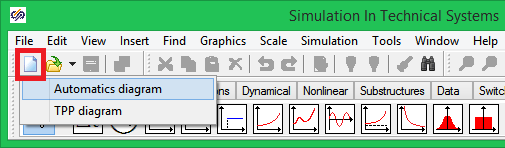 Simulation In Technical Systems
File Edit View Insert Find Graphics Scale Simulation Tools Window Help
Automatics diagram
TPP diagram
Dynamical Nonlinear Substructures Data